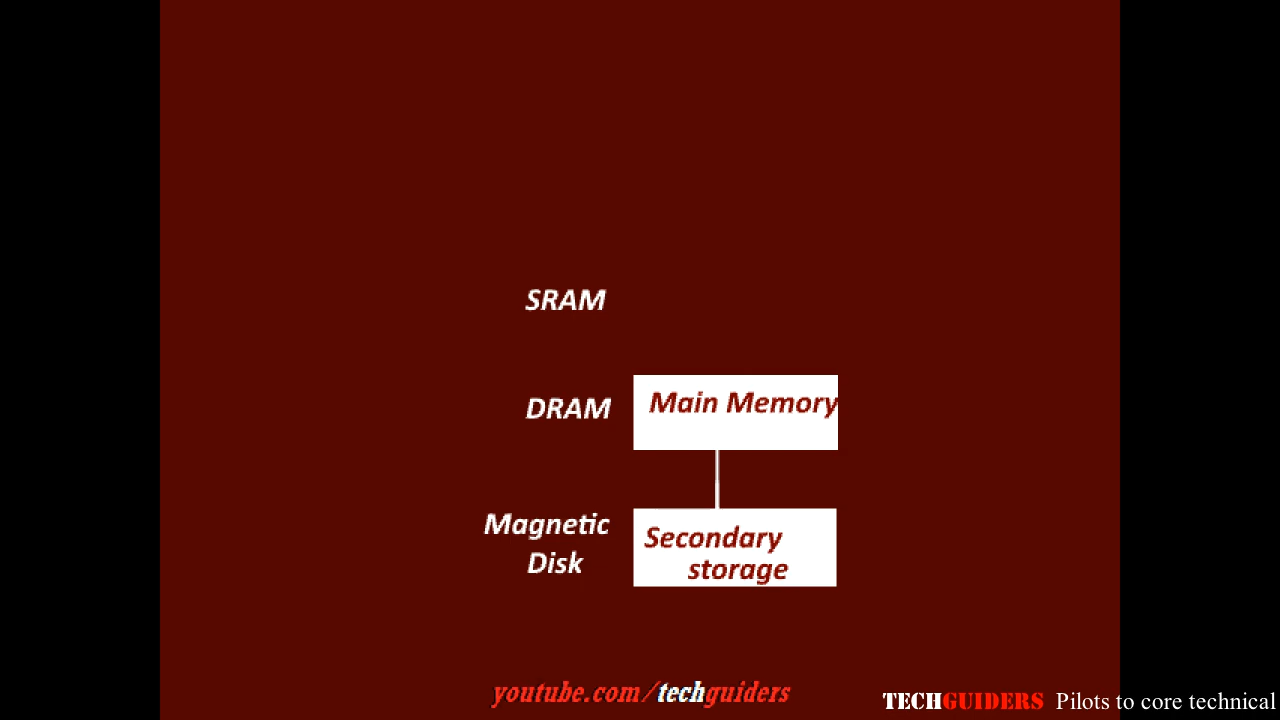 SRAM
DRAM
Main Memory
Magnetic
Disk
Secondary
storage
youtube.com/techguiders
TECHGUIDERS Pilots to core technical